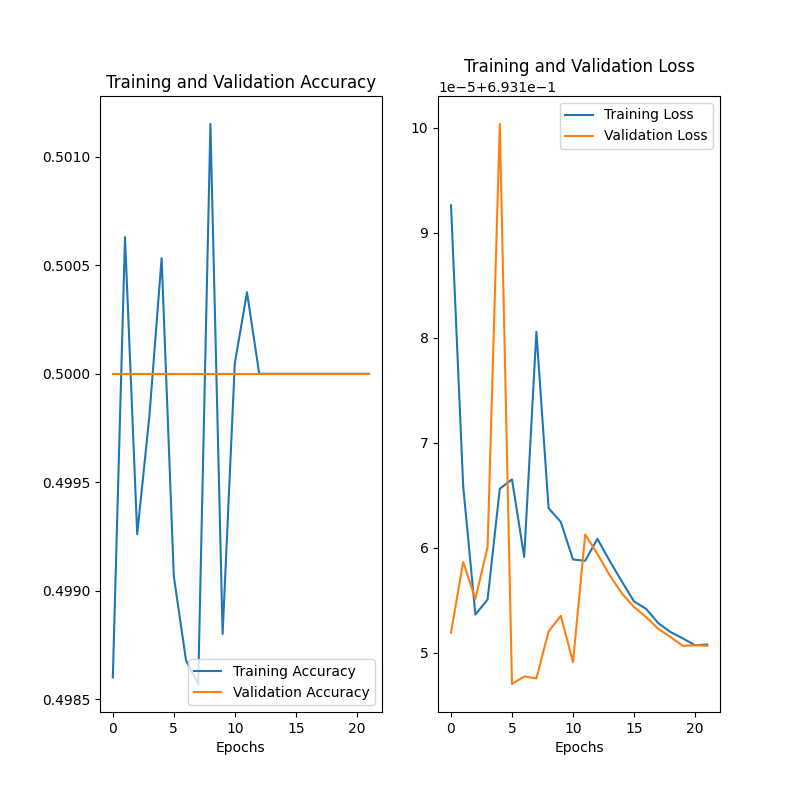 Training and Validation Accuracy
0.5010
0.5005
0.5000
0.4995
0.4990
0.4985
Training Accuracy
Validation Accuracy
0 5 10 15 20
Epochs
Training and Validation Loss
1e−5+6.931e−1
Training Loss
Validation Loss
10
9
8
7
6
5
0 5 10 15 20
Epochs